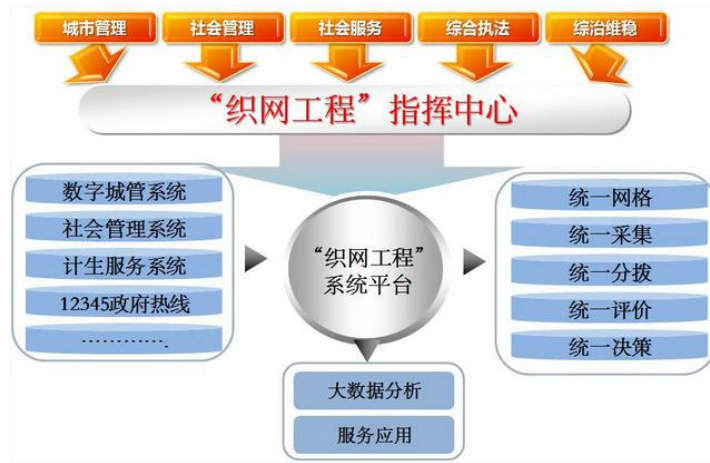 城市管理
社会管理
社会服务
综合执法
综治维稳
“织网工程”指挥中心
数字城管系统
社会管理系统
计生服务系统
12345政府热线
………….
“织网工程”
系统平台
统一网格
统一采集
统一分拨
统一评价
统一决策
大数据分析
服务应用